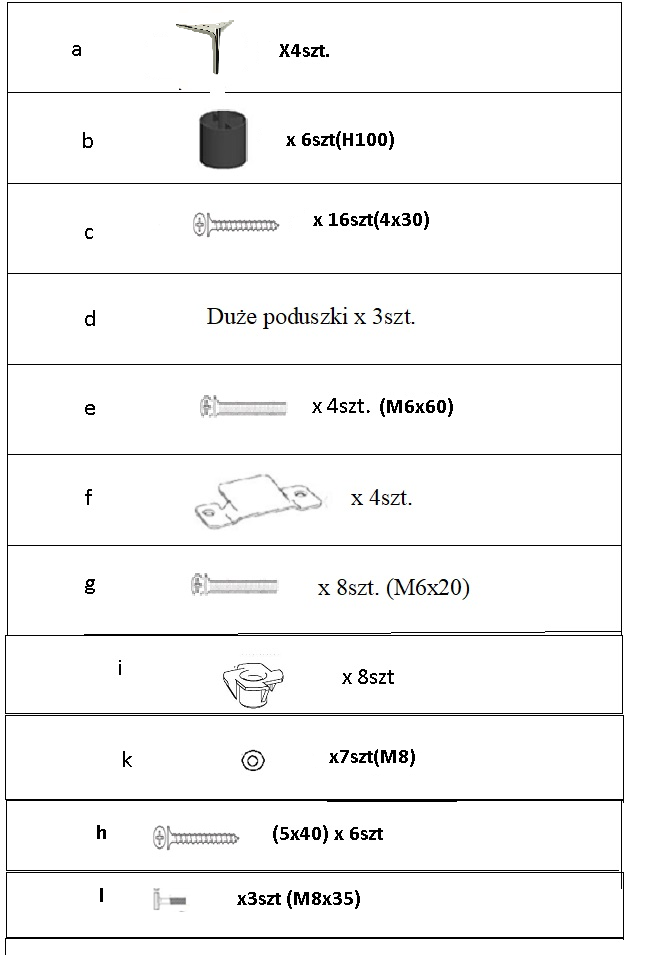 a X4szt.
b x 6szt(H100)
c x 16szt(4x30)
d Duże poduszki x 3szt.
e x 4szt. (M6x60)
f x 4szt.
g x 8szt. (M6x20)
i x 8szt
k x7szt(M8)
h (5x40) x 6szt
l x3szt (M8x35)